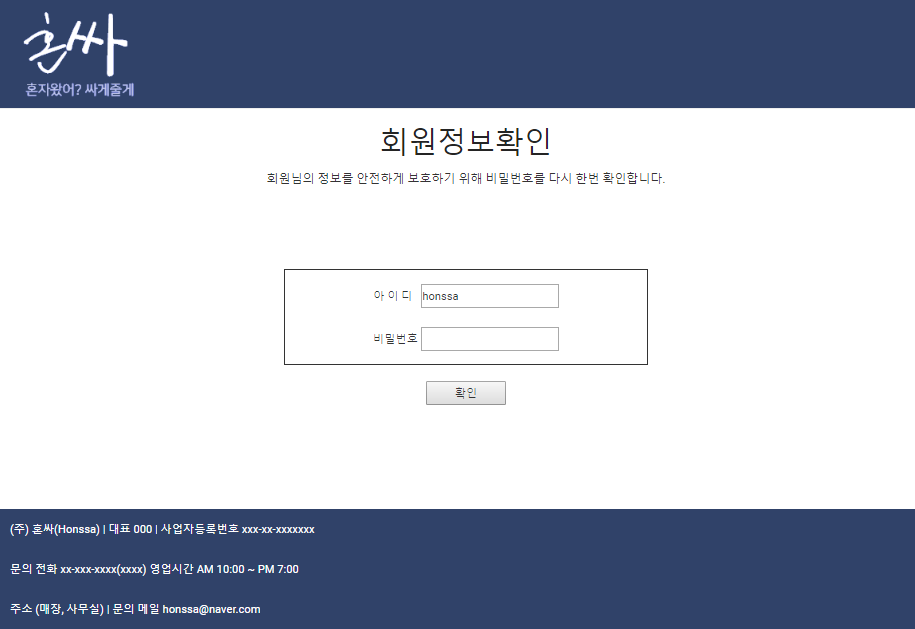 혼싸
혼자왔어? 싸게줄게
회원정보확인
회원님의 정보를 안전하게 보호하기 위해 비밀번호를 다시 한번 확인합니다.
아 이 디 honssa
비밀번호
확인
(주) 혼싸(Honssa) | 대표 000 | 사업자등록번호 xxx-xx-xxxxxxx
문의 전화 xx-xxx-xxxx(xxxx) 영업시간 AM 10:00 ~ PM 7:00
주소 (매장, 사무실) | 문의 메일 honssa@naver.com